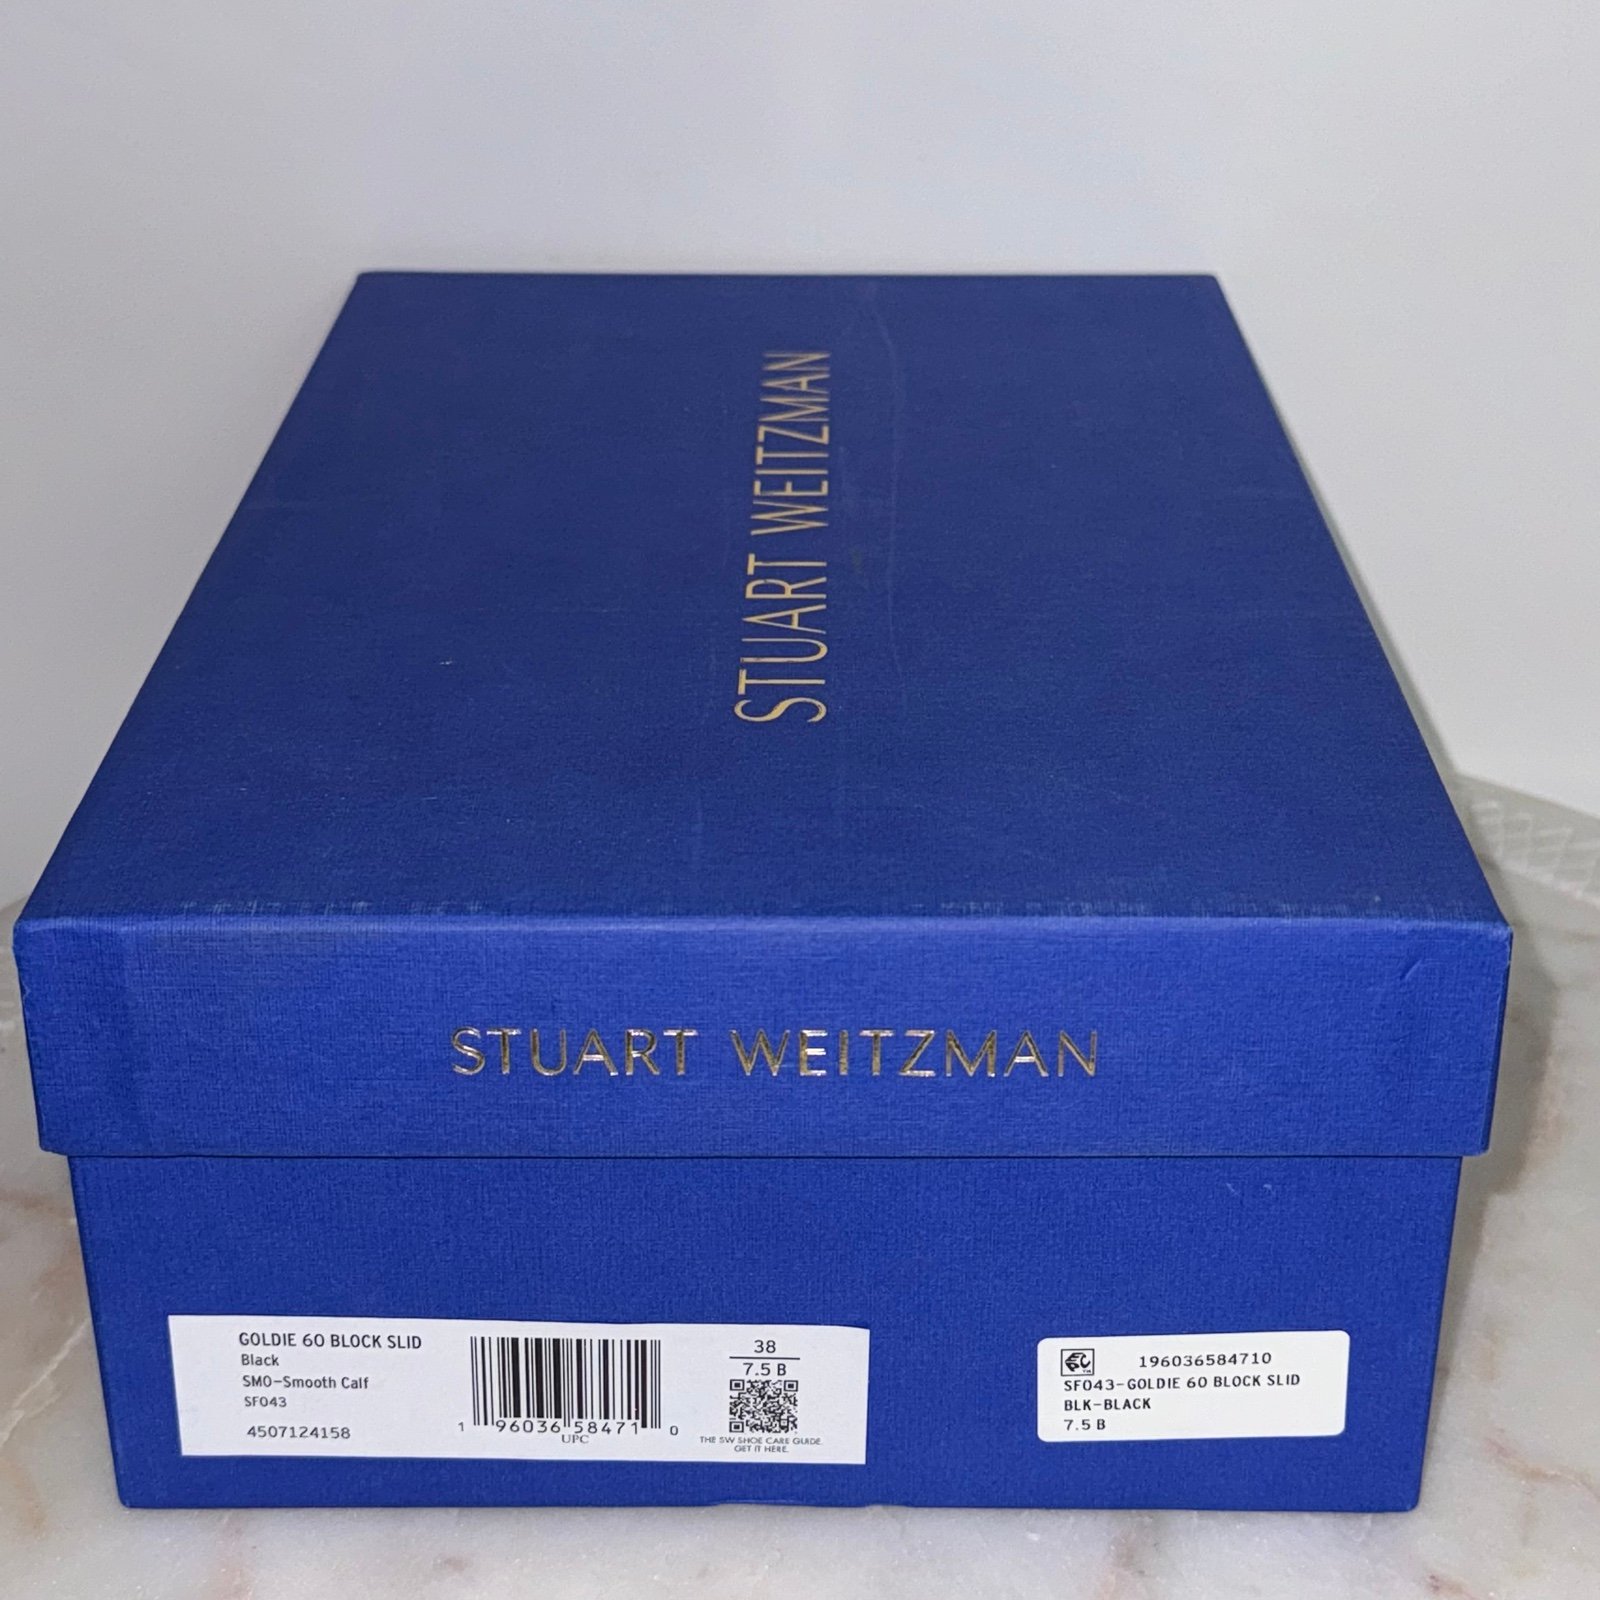 STUART WEITZMAN
STUART WEITZMAN
GOLDIE 60 BLOCK SLID
Black
SMO-Smooth Calf
SF043
4507124158
1 96036 58471 0
UPC
38
7.5 B
THE SW SHOE CARE GUIDE.
GET IT HERE.
196036584710
SF043-GOLDIE 60 BLOCK SLID
BLK-BLACK
7.5 B